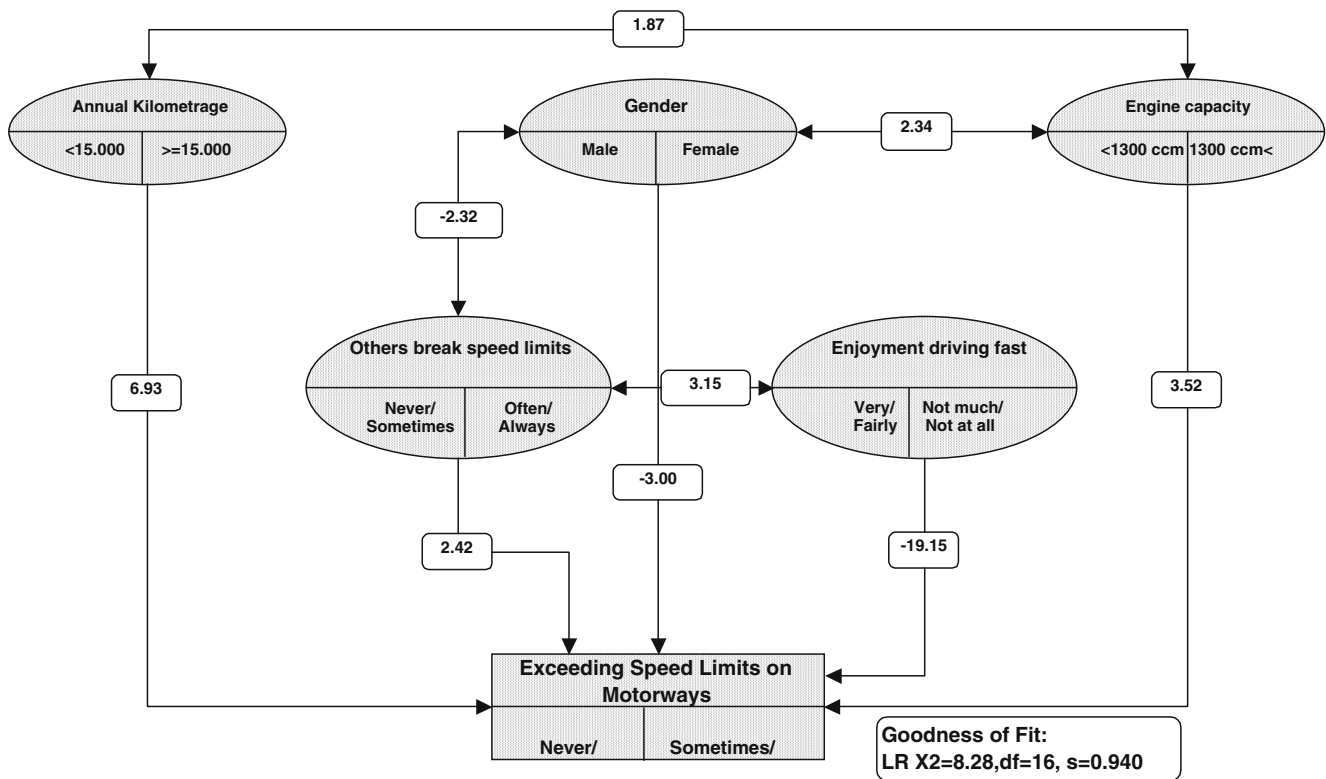 1.87
Annual Kilometrage
<15.000
>=15.000
Gender
Male
Female
2.34
Engine capacity
<1300 ccm
1300 ccm<
-2.32
Others break speed limits
Never/
Sometimes
Often/
Always
3.15
Enjoyment driving fast
Very/
Fairly
Not much/
Not at all
6.93
3.52
-3.00
2.42
-19.15
Exceeding Speed Limits on
Motorways
Never/
Sometimes/
Goodness of Fit:
LR X2=8.28,df=16, s=0.940